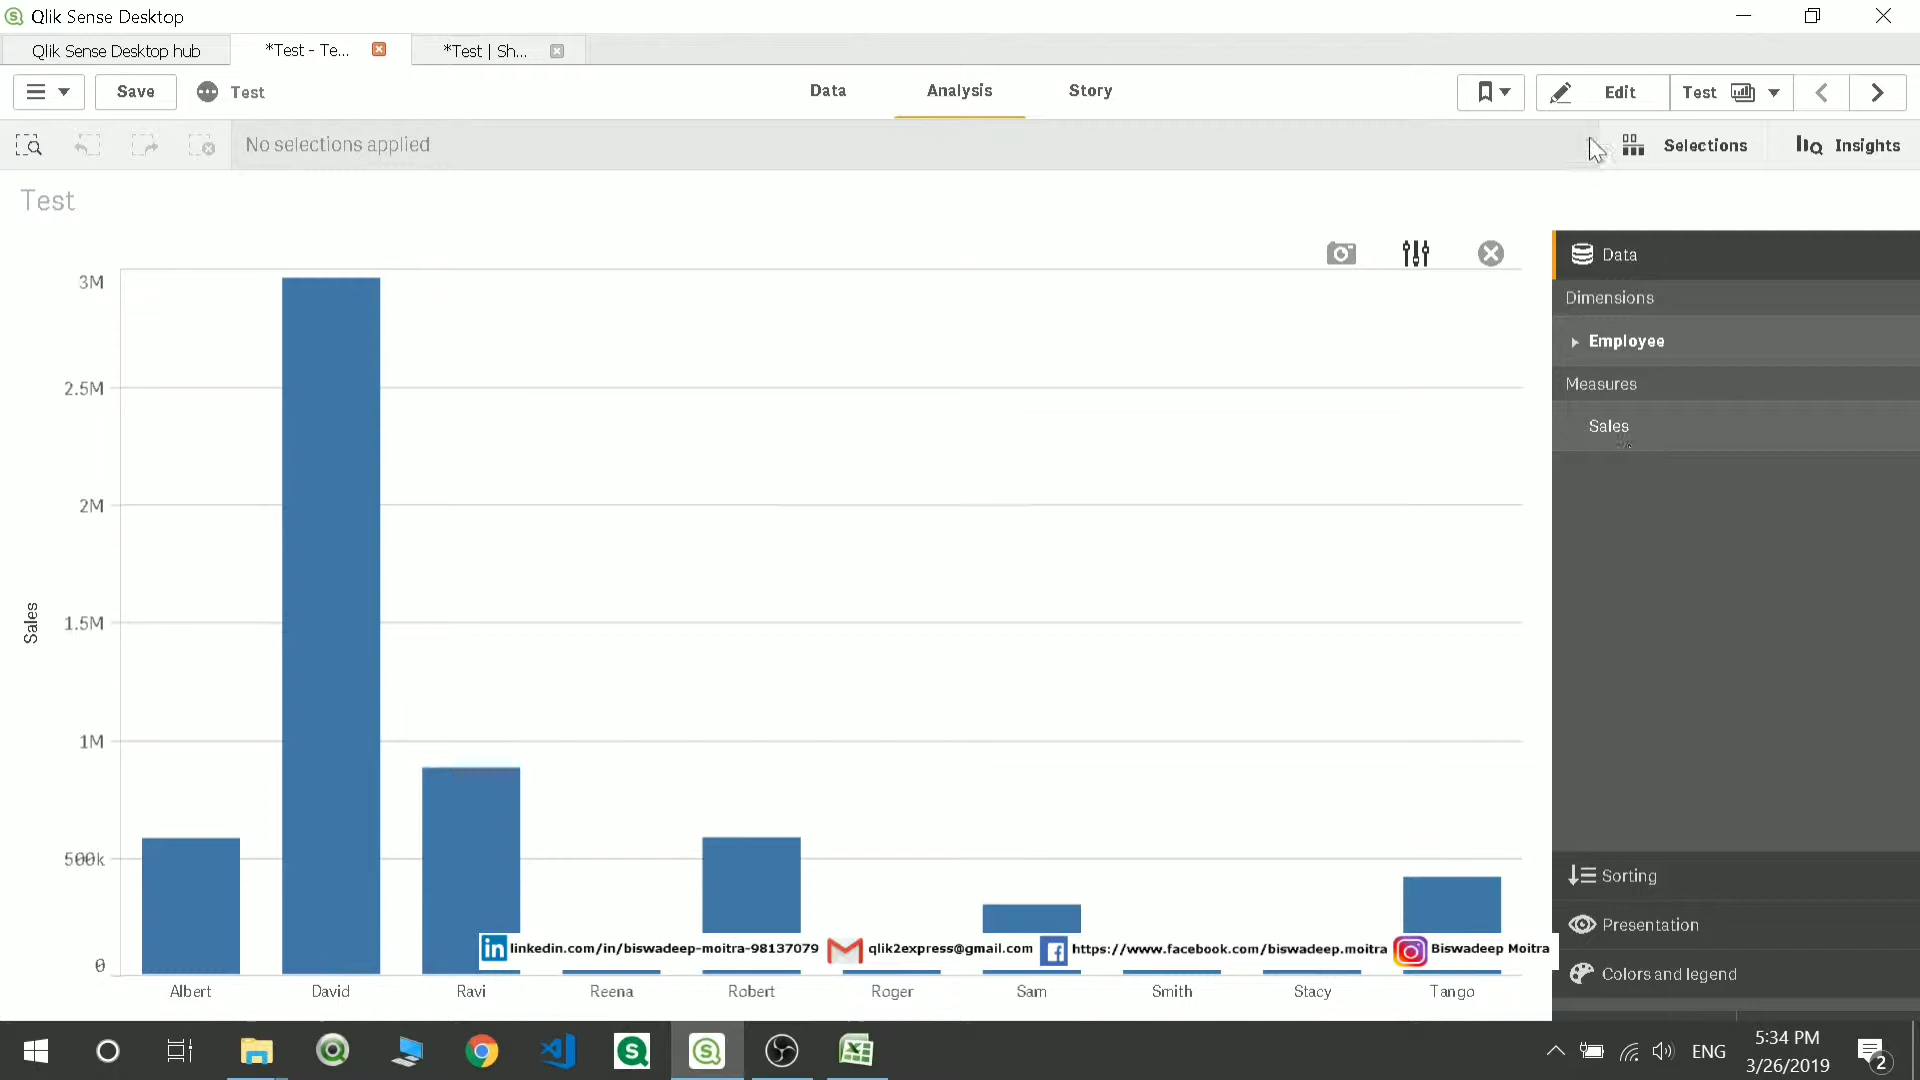 Qlik Sense Desktop
Qlik Sense Desktop hub
*Test - Te...
*Test | Sh...
Save
Test
Data
Analysis
Story
Edit
Test
No selections applied
Selections
Insights
Test
Data
Dimensions
Employee
Measures
Sales
Sorting
Presentation
Colors and legend
Sales
3M
2.5M
2M
1.5M
1M
500k
0
linkedin.com/in/biswadeep-moitra-98137079
qlik2express@gmail.com
https://www.facebook.com/biswadeep.moitra
Biswadeep Moitra
Albert
David
Ravi
Reena
Robert
Roger
Sam
Smith
Stacy
Tango
ENG
5:34 PM
3/26/2019
2